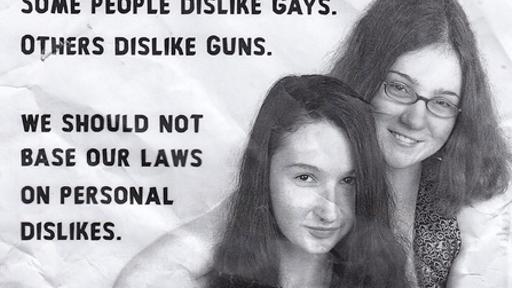 SOME PEOPLE DISLIKE GAYS.
OTHERS DISLIKE GUNS.
WE SHOULD NOT
BASE OUR LAWS
ON PERSONAL
DISLIKES.